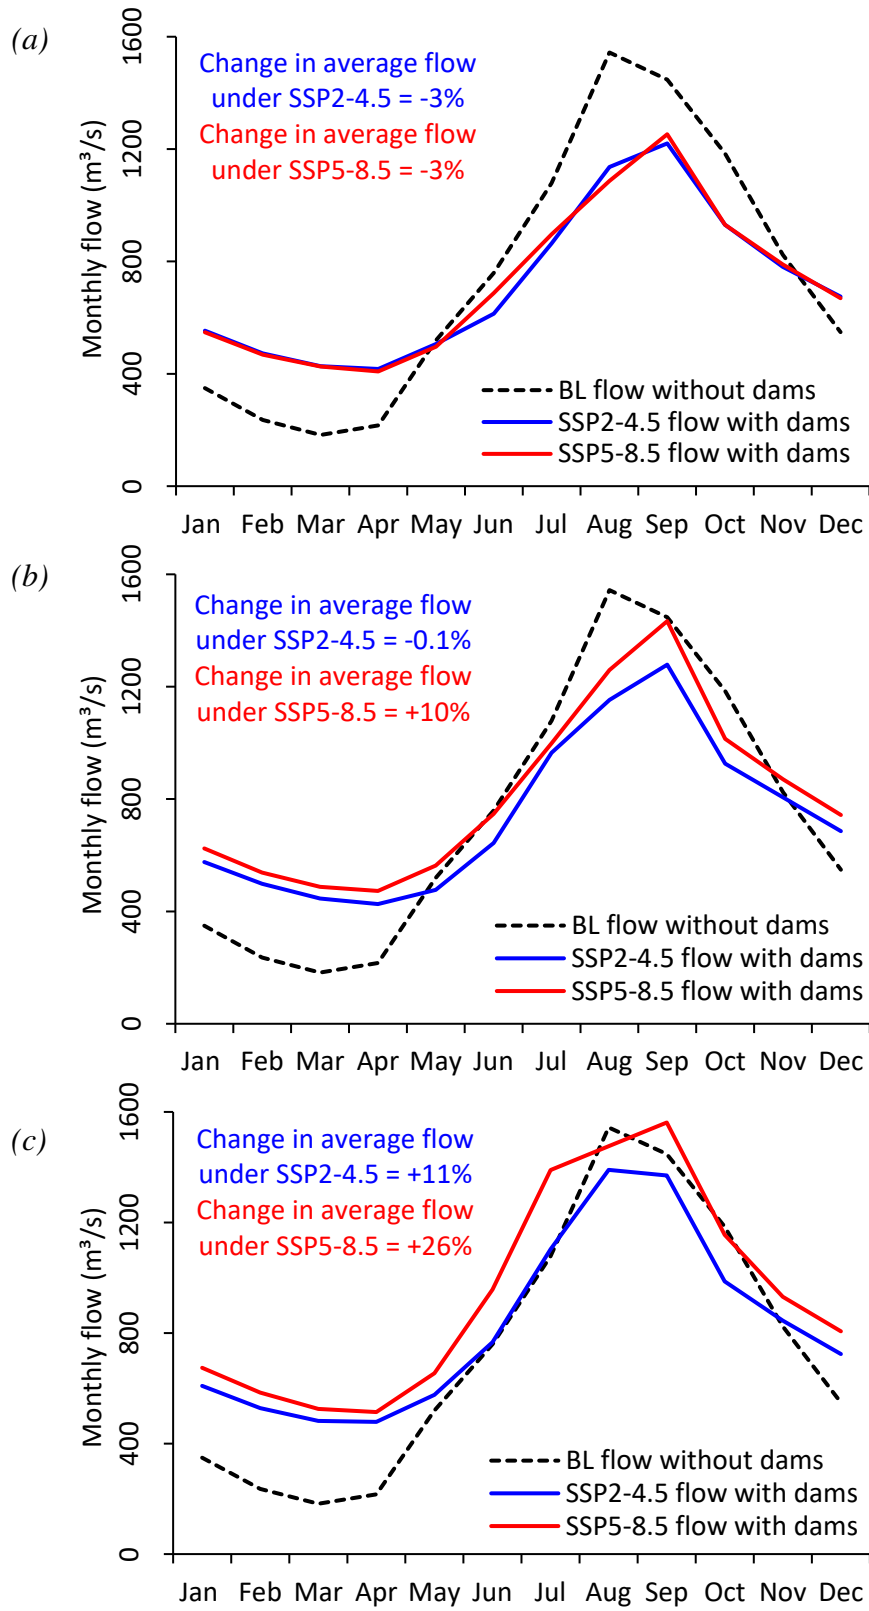 (a)
Monthly flow (m³/s)
1600
1200
800
400
0
Change in average flow
under SSP2-4.5 = -3%
Change in average flow
under SSP5-8.5 = -3%
BL flow without dams
SSP2-4.5 flow with dams
SSP5-8.5 flow with dams
Jan Feb Mar Apr May Jun Jul Aug Sep Oct Nov Dec
(b)
Monthly flow (m³/s)
1600
1200
800
400
0
Change in average flow
under SSP2-4.5 = -0.1%
Change in average flow
under SSP5-8.5 = +10%
BL flow without dams
SSP2-4.5 flow with dams
SSP5-8.5 flow with dams
Jan Feb Mar Apr May Jun Jul Aug Sep Oct Nov Dec
(c)
Monthly flow (m³/s)
1600
1200
800
400
0
Change in average flow
under SSP2-4.5 = +11%
Change in average flow
under SSP5-8.5 = +26%
BL flow without dams
SSP2-4.5 flow with dams
SSP5-8.5 flow with dams
Jan Feb Mar Apr May Jun Jul Aug Sep Oct Nov Dec